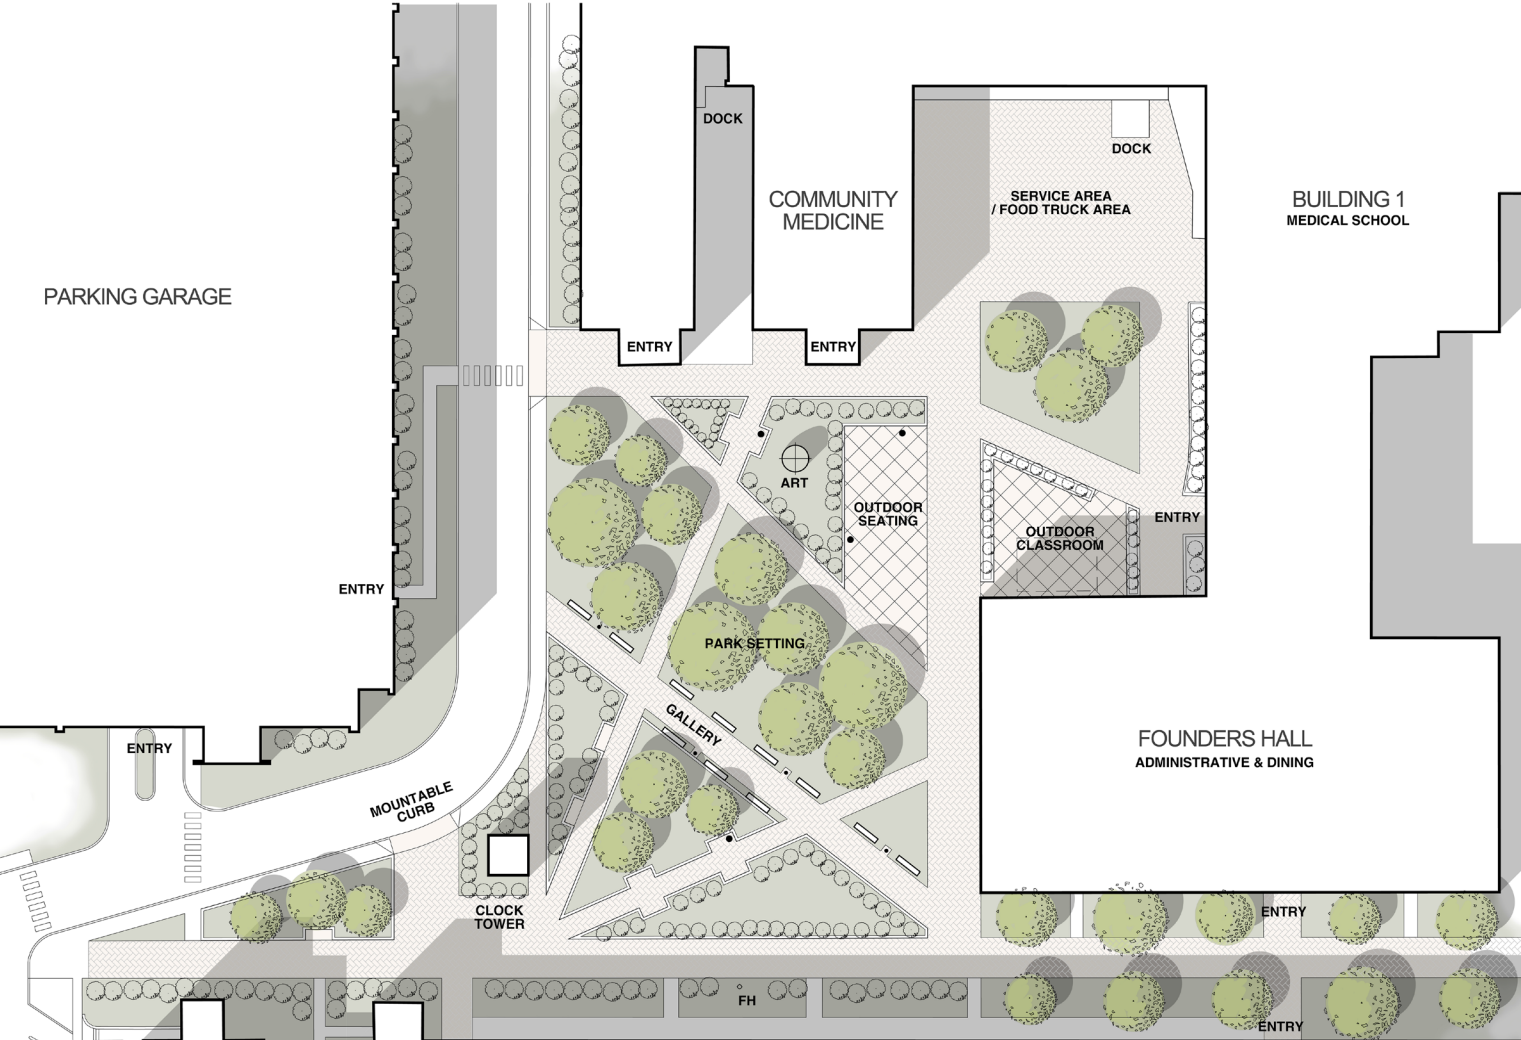 DOCK
DOCK
COMMUNITY
MEDICINE
SERVICE AREA
/ FOOD TRUCK AREA
BUILDING 1
MEDICAL SCHOOL
PARKING GARAGE
ENTRY
ENTRY
ART
OUTDOOR
SEATING
ENTRY
OUTDOOR
CLASSROOM
ENTRY
PARK SETTING
GALLERY
FOUNDERS HALL
ADMINISTRATIVE & DINING
ENTRY
MOUNTABLE
CURB
CLOCK
TOWER
ENTRY
FH
ENTRY